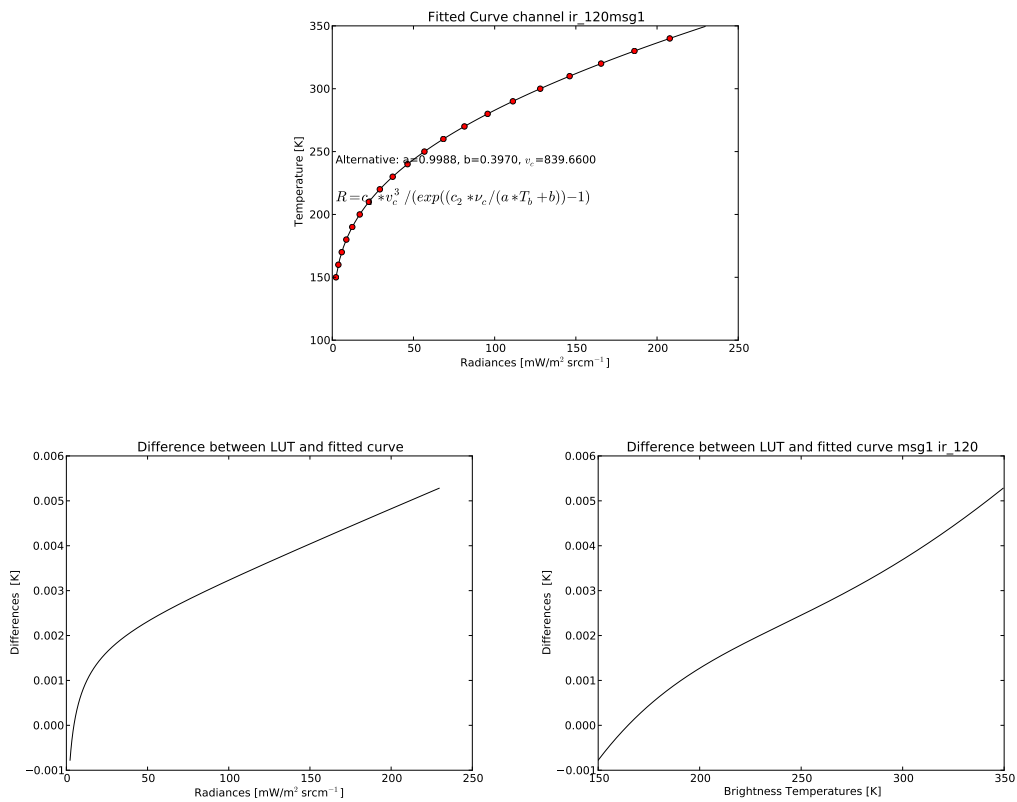 Fitted Curve channel ir_120msg1
350
300
250
200
150
100
Temperature [K]
Alternative: a=0.9988, b=0.3970, v_c=839.6600
R=c_1*v_c^3/(exp((c_2*ν_c/(a*T_b+b))−1)
0 50 100 150 200 250
Radiances [mW/m² srcm⁻¹]
Difference between LUT and fitted curve
0.006
0.005
0.004
0.003
0.002
0.001
0.000
−0.001
Differences [K]
0 50 100 150 200 250
Radiances [mW/m² srcm⁻¹]
Difference between LUT and fitted curve msg1 ir_120
0.006
0.005
0.004
0.003
0.002
0.001
0.000
−0.001
Differences [K]
150 200 250 300 350
Brightness Temperatures [K]